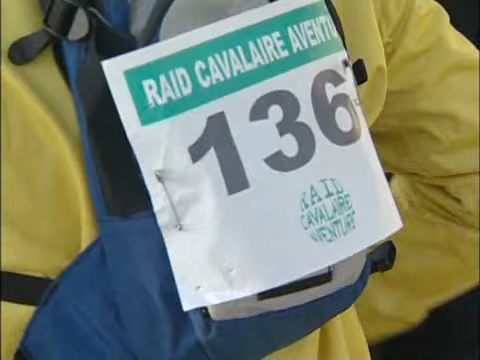 RAID CAVALAIRE AVENTU
136
RAID
CAVALAIRE
AVENTURE